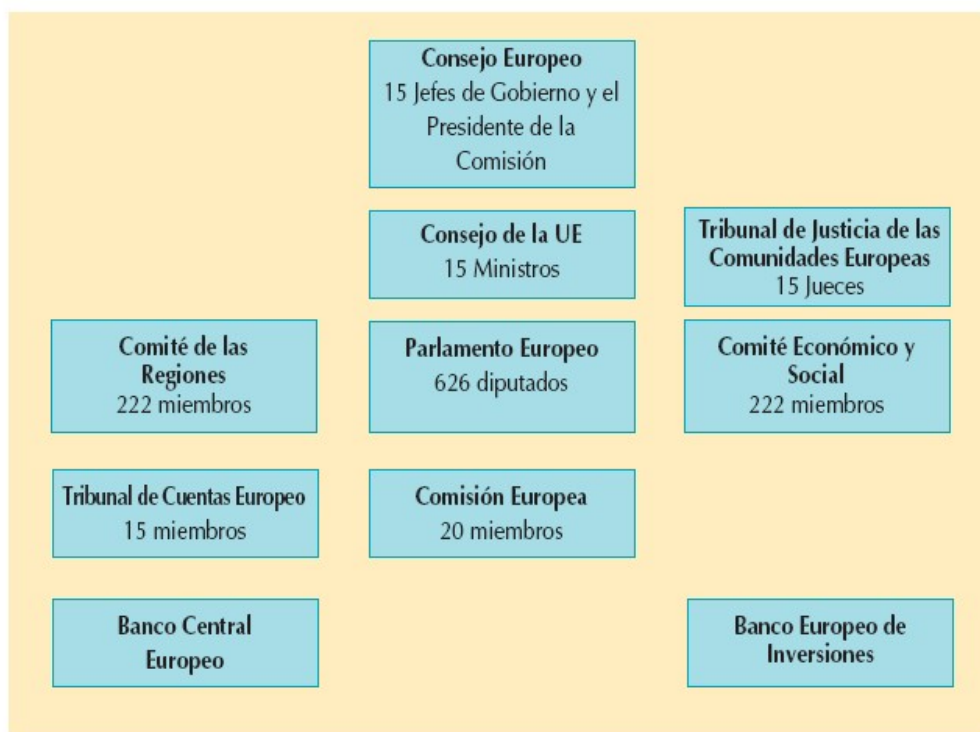 Consejo Europeo
15 Jefes de Gobierno y el
Presidente de la
Comisión
Consejo de la UE
15 Ministros
Tribunal de Justicia de las
Comunidades Europeas
15 Jueces
Comité de las
Regiones
222 miembros
Parlamento Europeo
626 diputados
Comité Económico y
Social
222 miembros
Tribunal de Cuentas Europeo
15 miembros
Comisión Europea
20 miembros
Banco Central
Europeo
Banco Europeo de
Inversiones